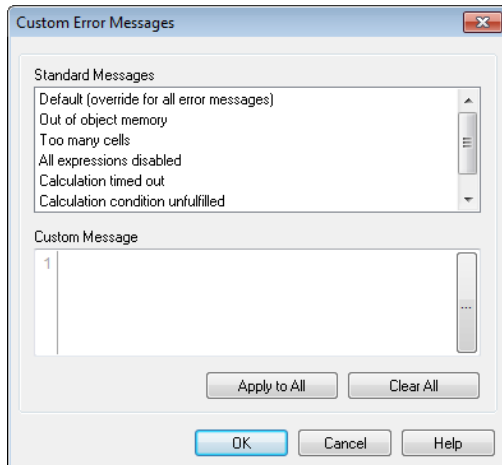 Custom Error Messages
Standard Messages
Default (override for all error messages)
Out of object memory
Too many cells
All expressions disabled
Calculation timed out
Calculation condition unfulfilled
Custom Message
1
...
Apply to All Clear All
OK Cancel Help